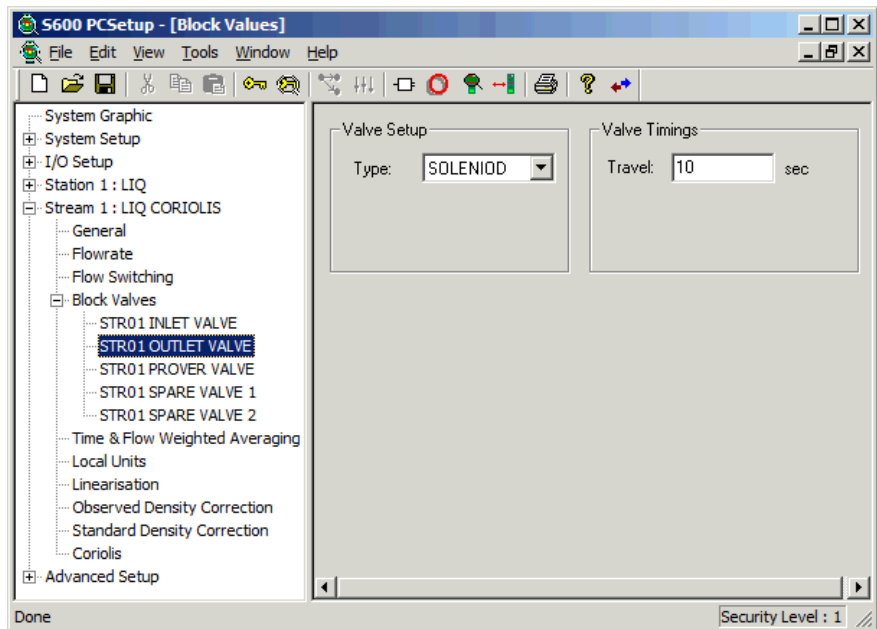 S600 PCSetup - [Block Values]
File Edit View Tools Window Help
System Graphic
System Setup
I/O Setup
Station 1 : LIQ
Stream 1 : LIQ CORIOLIS
General
Flowrate
Flow Switching
Block Valves
STR01 INLET VALVE
STR01 OUTLET VALVE
STR01 PROVER VALVE
STR01 SPARE VALVE 1
STR01 SPARE VALVE 2
Time & Flow Weighted Averaging
Local Units
Linearisation
Observed Density Correction
Standard Density Correction
Coriolis
Advanced Setup
Valve Setup
Type: SOLENIOD
Valve Timings
Travel: 10 sec
Done
Security Level : 1